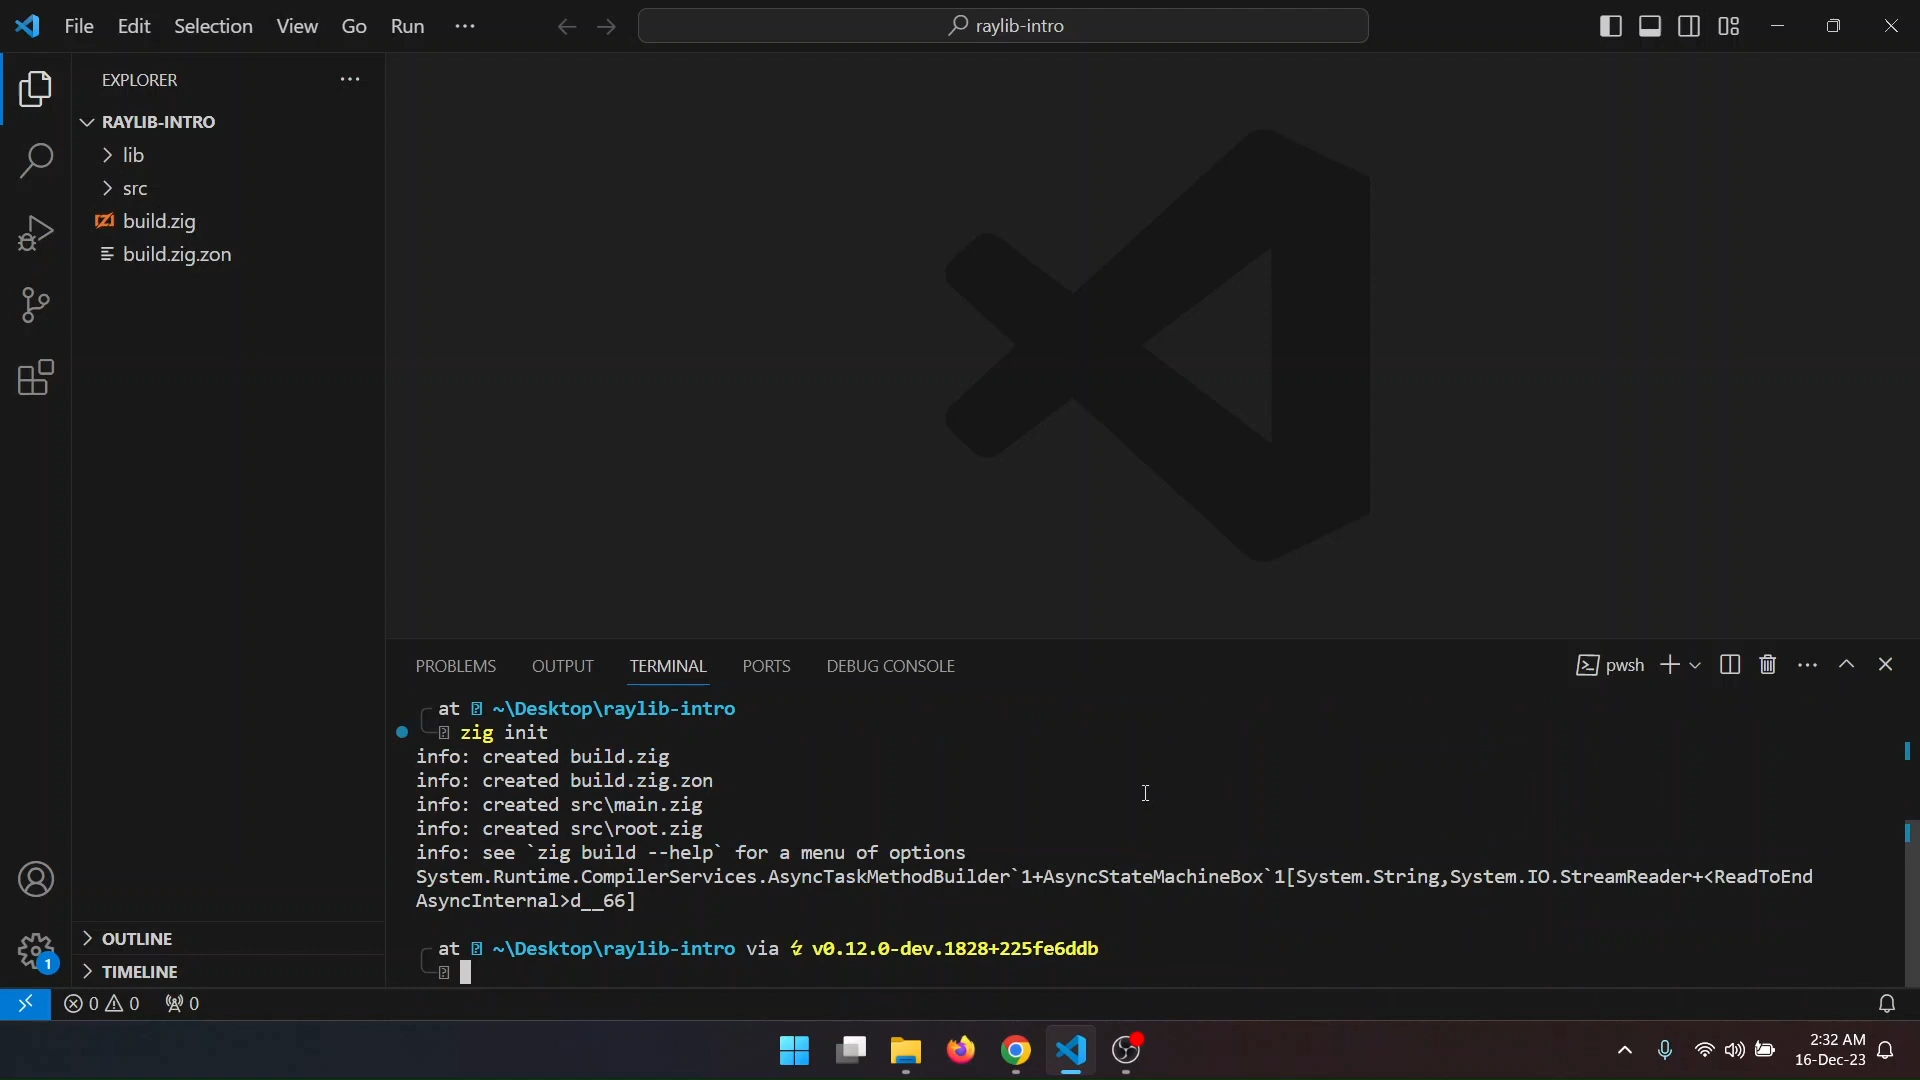 File Edit Selection View Go Run ···
raylib-intro
EXPLORER
RAYLIB-INTRO
lib
src
build.zig
build.zig.zon
PROBLEMS OUTPUT TERMINAL PORTS DEBUG CONSOLE
pwsh
at ~\Desktop\raylib-intro
zig init
info: created build.zig
info: created build.zig.zon
info: created src\main.zig
info: created src\root.zig
info: see `zig build --help` for a menu of options
System.Runtime.CompilerServices.AsyncTaskMethodBuilder`1+AsyncStateMachineBox`1[System.String,System.IO.StreamReader+<ReadToEnd
AsyncInternal>d__66]
at ~\Desktop\raylib-intro via v0.12.0-dev.1828+225fe6ddb
OUTLINE
TIMELINE
1
0 0 0
2:32 AM
16-Dec-23